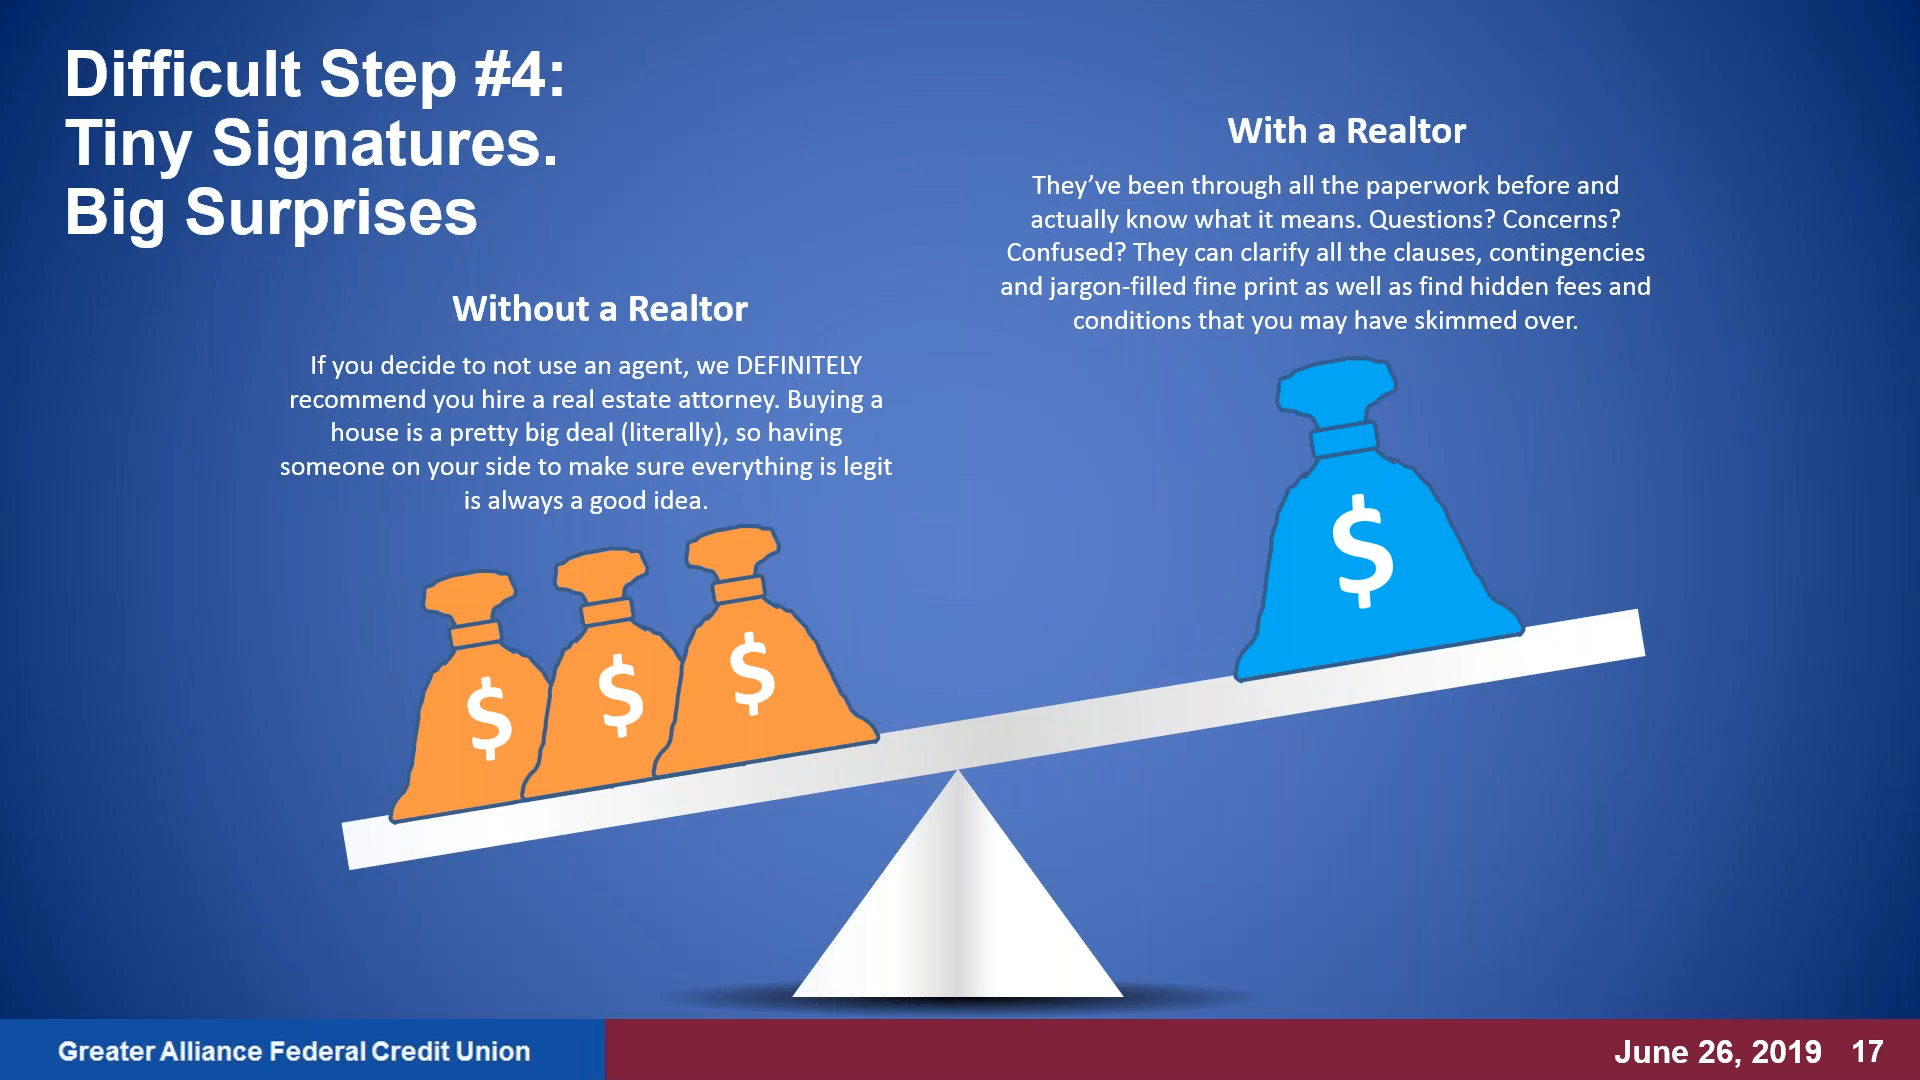 Difficult Step #4:
Tiny Signatures.
Big Surprises
Without a Realtor
If you decide to not use an agent, we DEFINITELY
recommend you hire a real estate attorney. Buying a
house is a pretty big deal (literally), so having
someone on your side to make sure everything is legit
is always a good idea.
With a Realtor
They’ve been through all the paperwork before and
actually know what it means. Questions? Concerns?
Confused? They can clarify all the clauses, contingencies
and jargon-filled fine print as well as find hidden fees and
conditions that you may have skimmed over.
$
$
$
$
Greater Alliance Federal Credit Union
June 26, 2019 17